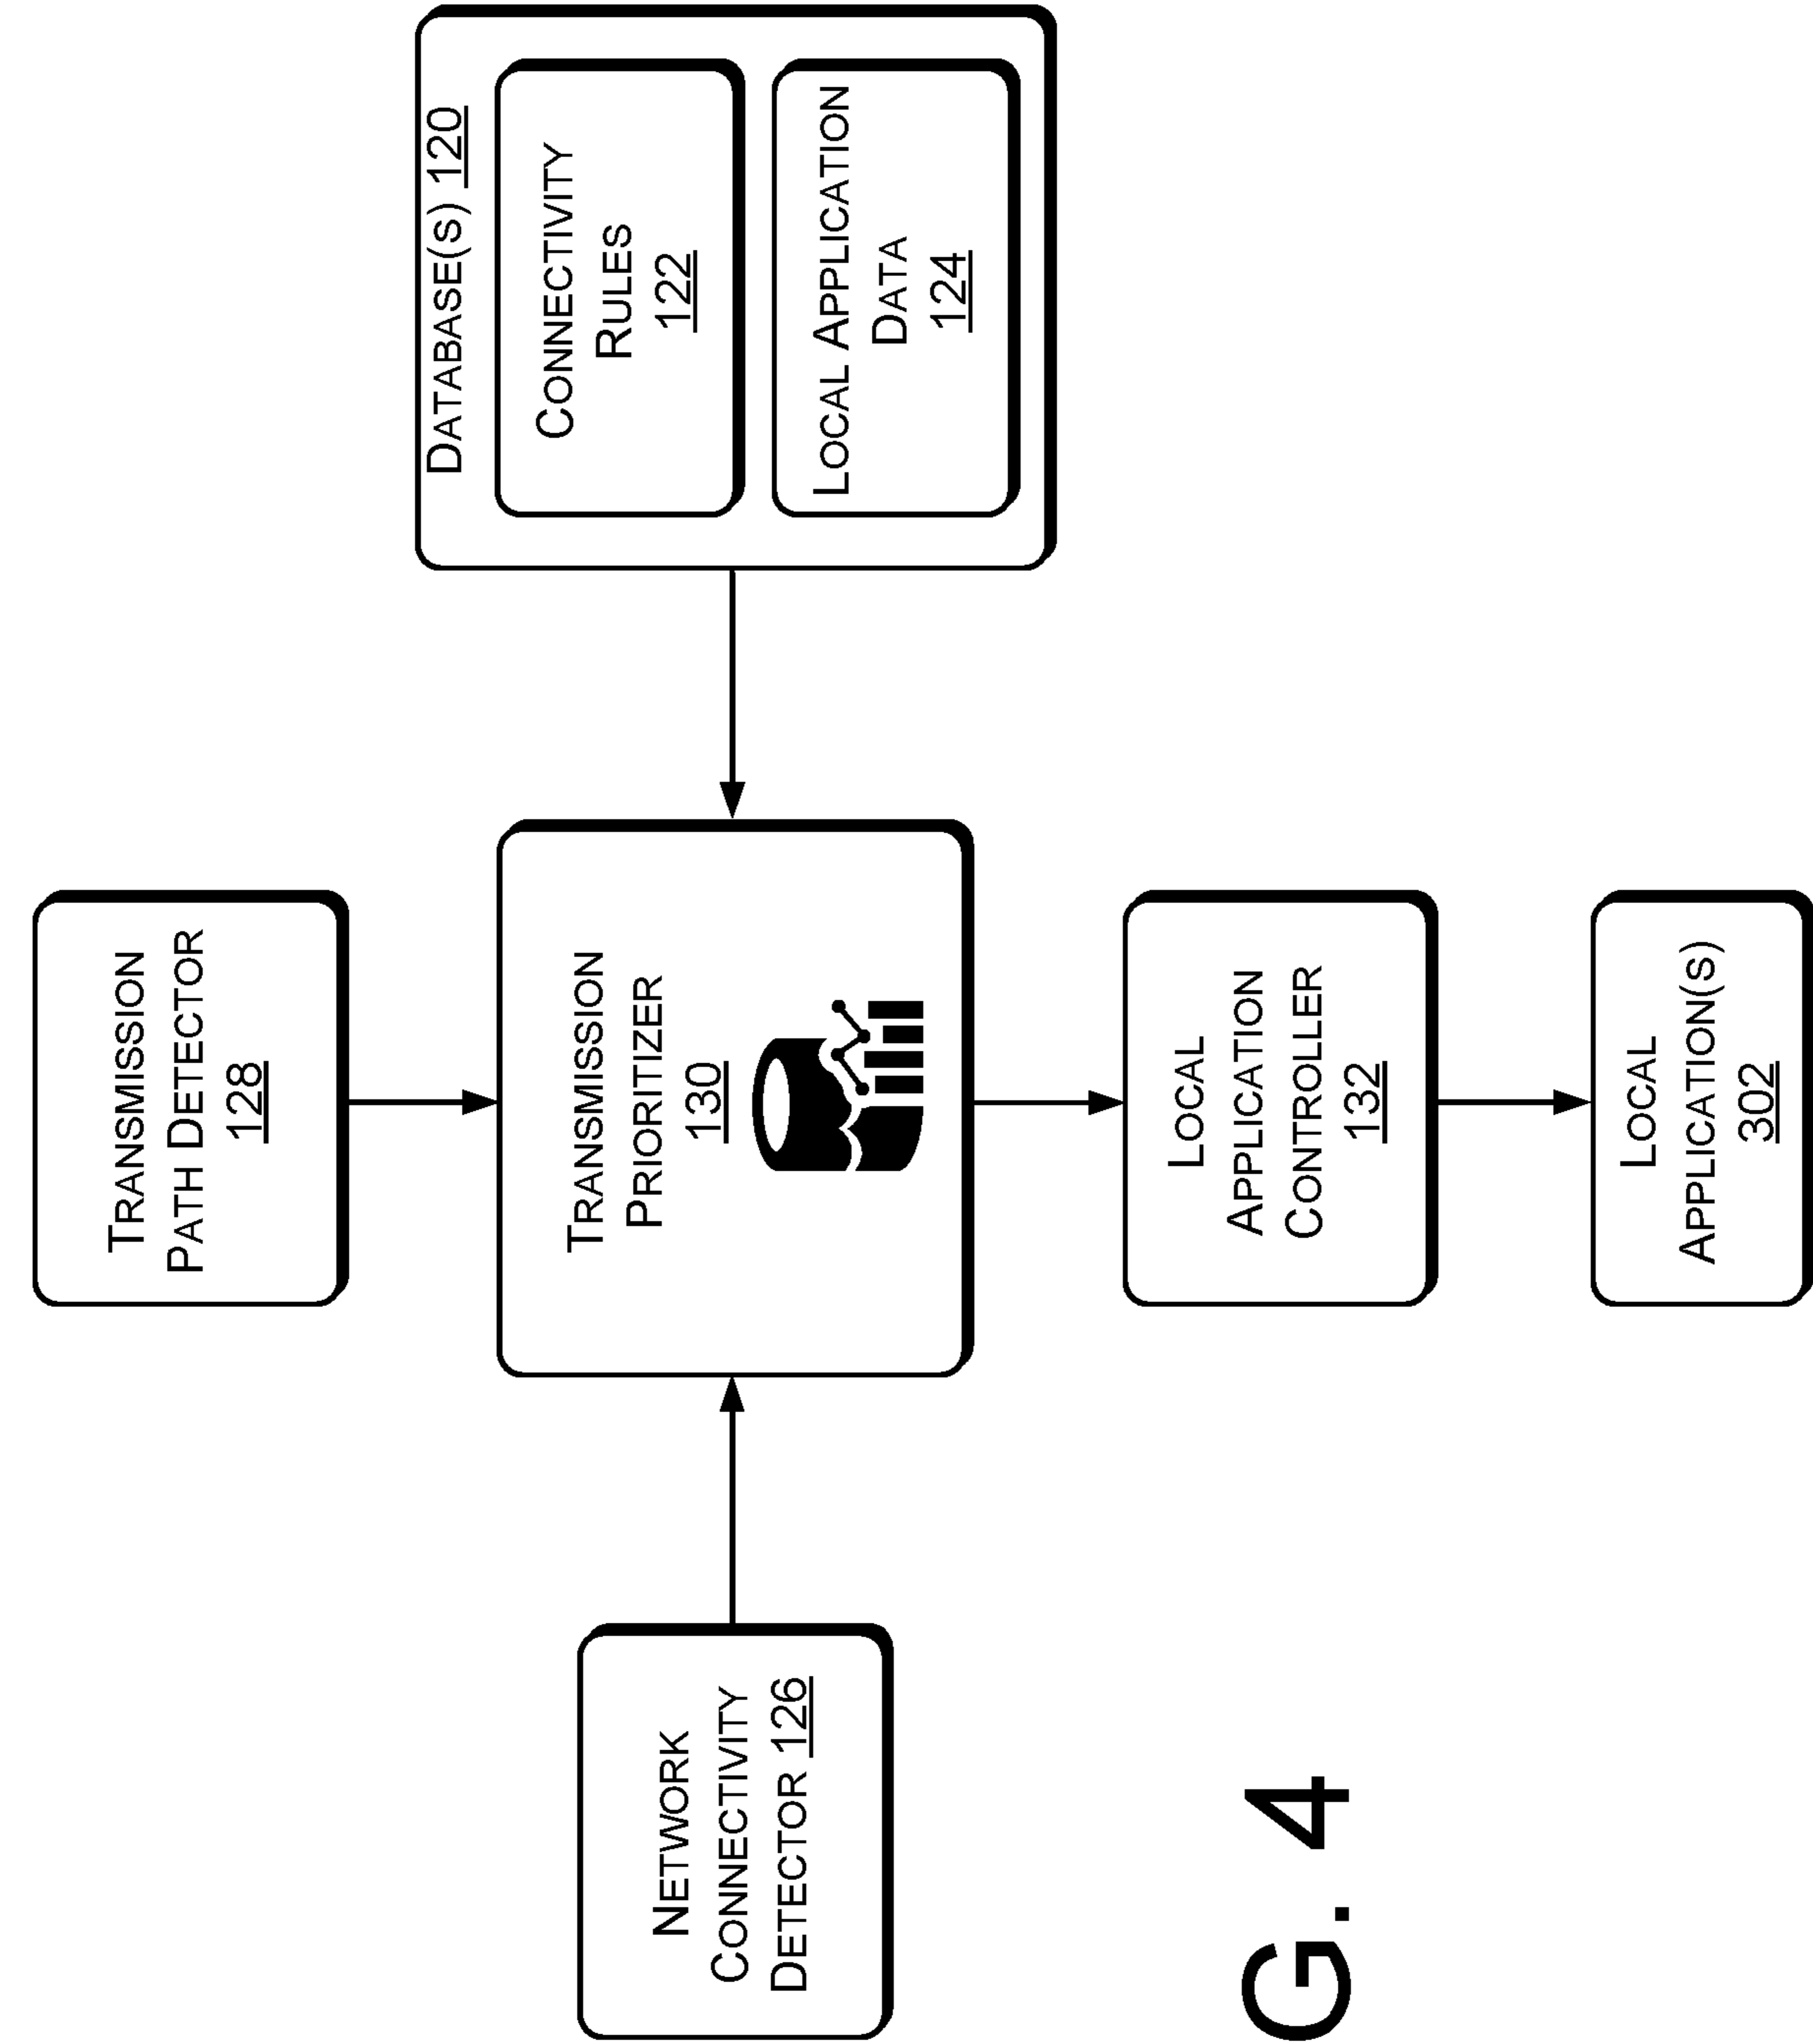 DATABASE(S) 120
CONNECTIVITY
RULES
122
LOCAL APPLICATION
DATA
124
TRANSMISSION
PATH DETECTOR
128
TRANSMISSION
PRIORITIZER
130
LOCAL
APPLICATION
CONTROLLER
132
LOCAL
APPLICATION(S)
302
NETWORK
CONNECTIVITY
DETECTOR 126
G. 4